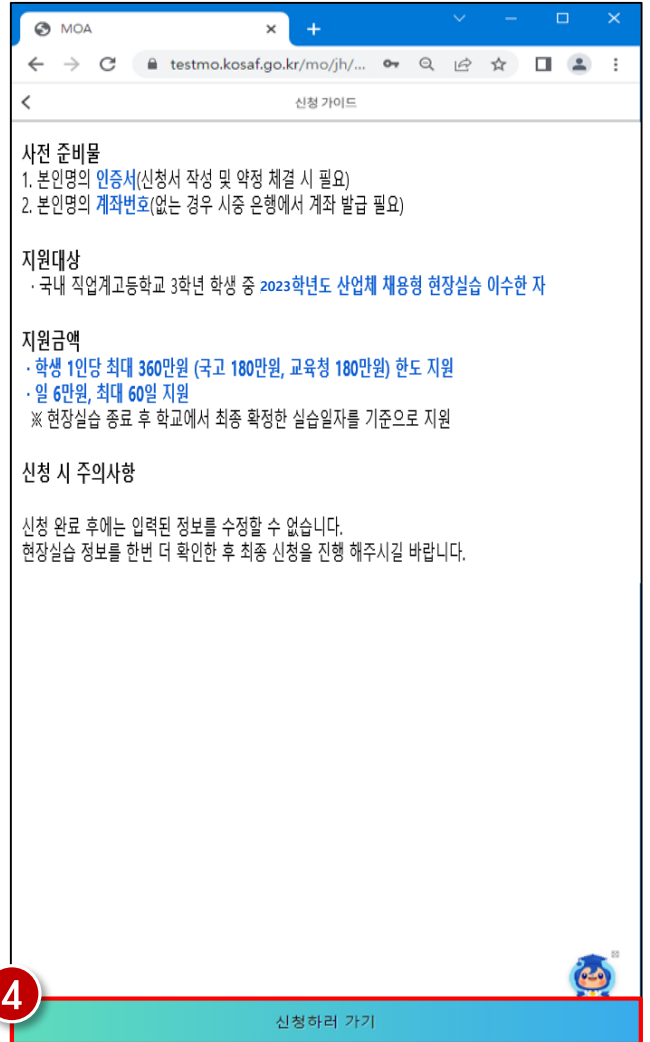 MOA
testmo.kosaf.go.kr/mo/jh/...
신청 가이드
사전 준비물
1. 본인명의 인증서(신청서 작성 및 약정 체결 시 필요)
2. 본인명의 계좌번호(없는 경우 시중 은행에서 계좌 발급 필요)
지원대상
· 국내 직업계고등학교 3학년 학생 중 2023학년도 산업체 채용형 현장실습 이수한 자
지원금액
· 학생 1인당 최대 360만원 (국고 180만원, 교육청 180만원) 한도 지원
· 일 6만원, 최대 60일 지원
※ 현장실습 종료 후 학교에서 최종 확정한 실습일자를 기준으로 지원
신청 시 주의사항
신청 완료 후에는 입력된 정보를 수정할 수 없습니다.
현장실습 정보를 한번 더 확인한 후 최종 신청을 진행 해주시길 바랍니다.
4
신청하러 가기